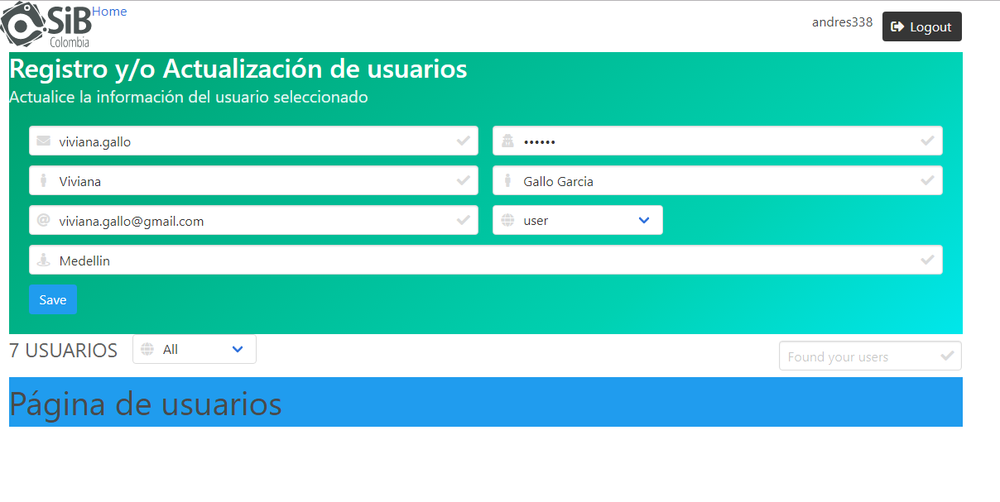 SiB
Colombia
Home
andres338
Logout
Registro y/o Actualización de usuarios
Actualice la información del usuario seleccionado
viviana.gallo
••••••
Viviana
Gallo Garcia
viviana.gallo@gmail.com
user
Medellin
Save
7 USUARIOS
All
Found your users
Página de usuarios